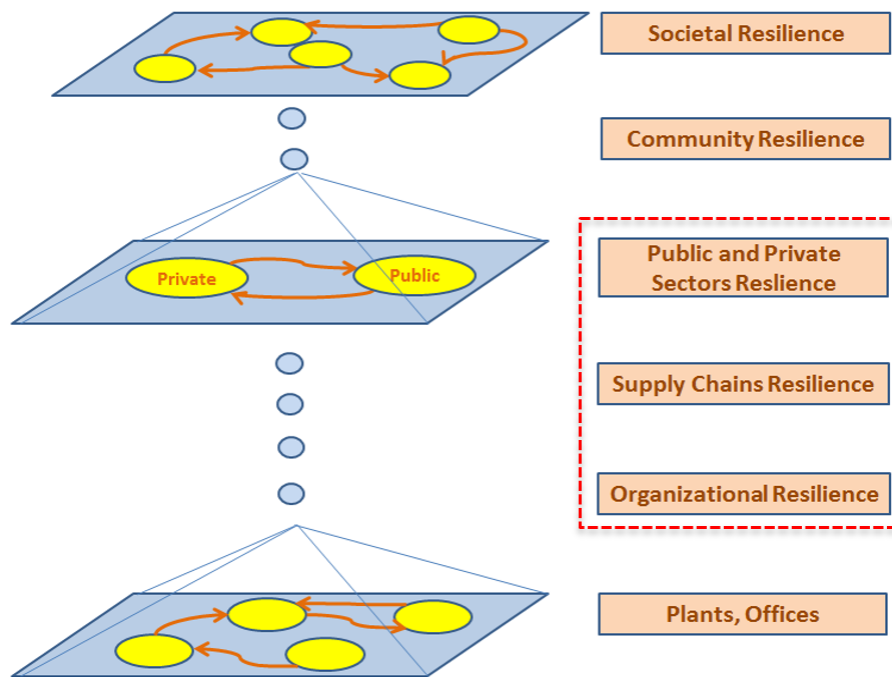 Societal Resilience
Community Resilience
Private
Public
Public and Private
Sectors Reslience
Supply Chains Resilience
Organizational Resilience
Plants, Offices